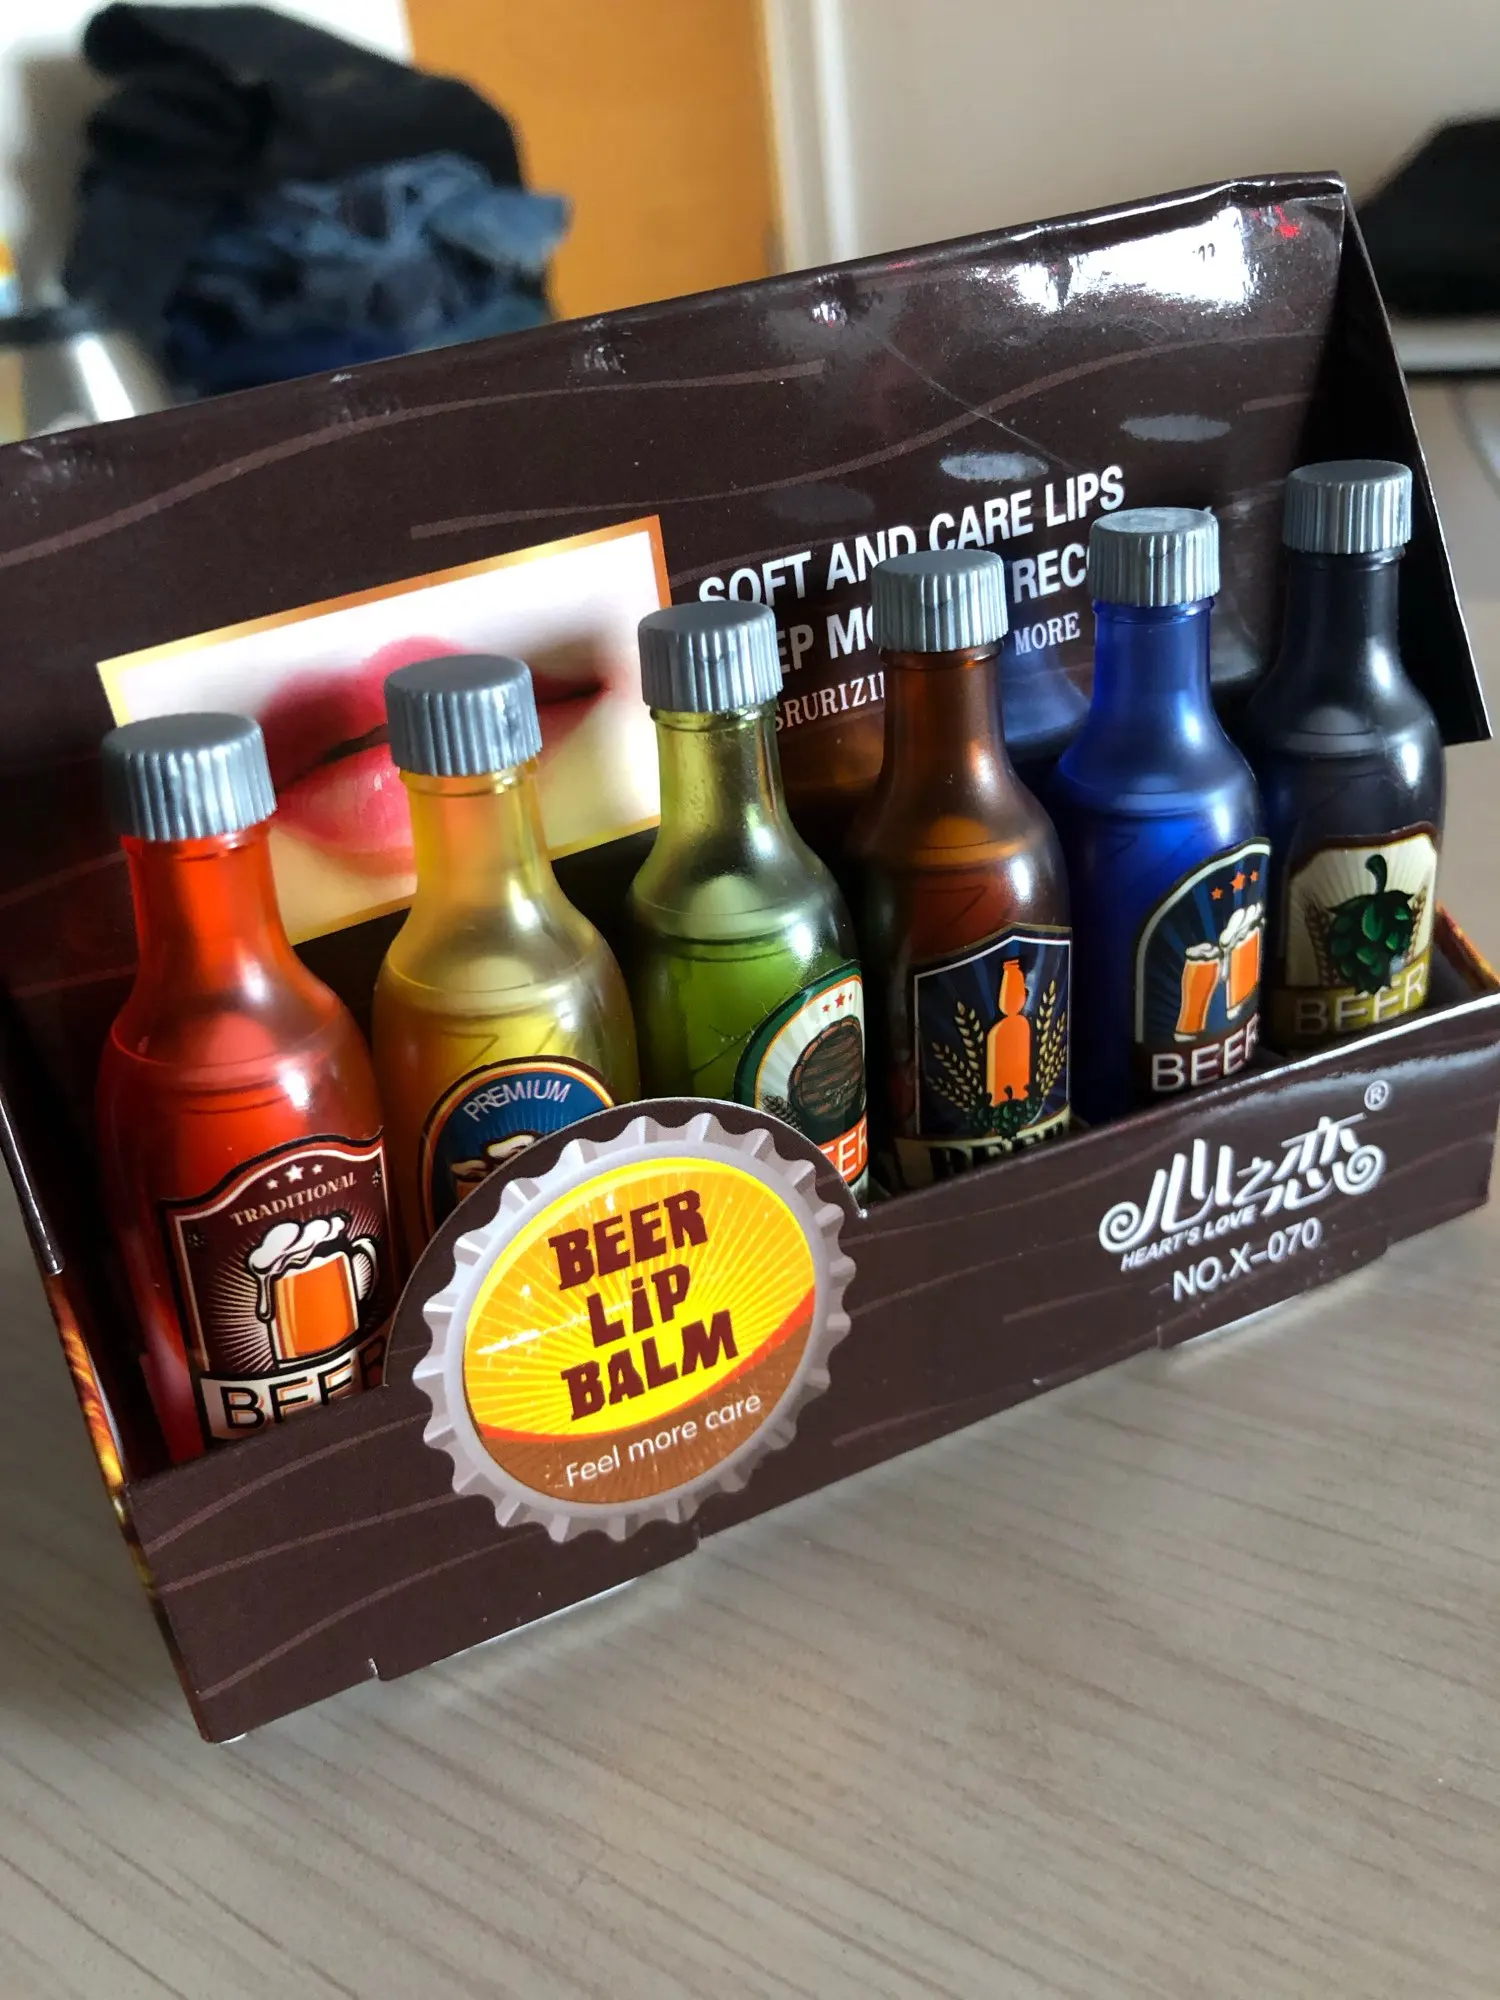 SOFT AND CARE LIPS
MORE
TRADITIONAL
BEER
PREMIUM
BEER
BEER
BEER
LiP
BALM
Feel more care
心之恋®
HEART'S LOVE
NO.X-070